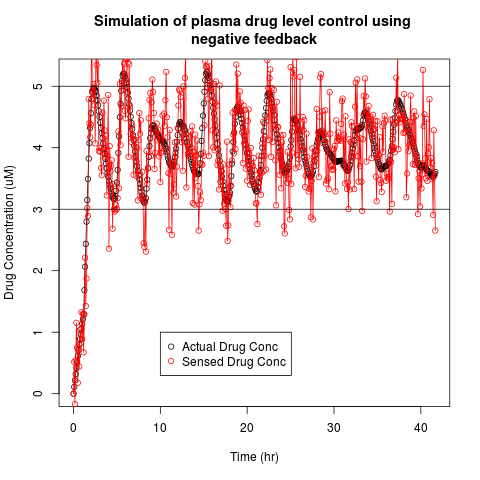 Simulation of plasma drug level control using
negative feedback
Drug Concentration (uM)
5
4
3
2
1
0
Actual Drug Conc
Sensed Drug Conc
0 10 20 30 40
Time (hr)